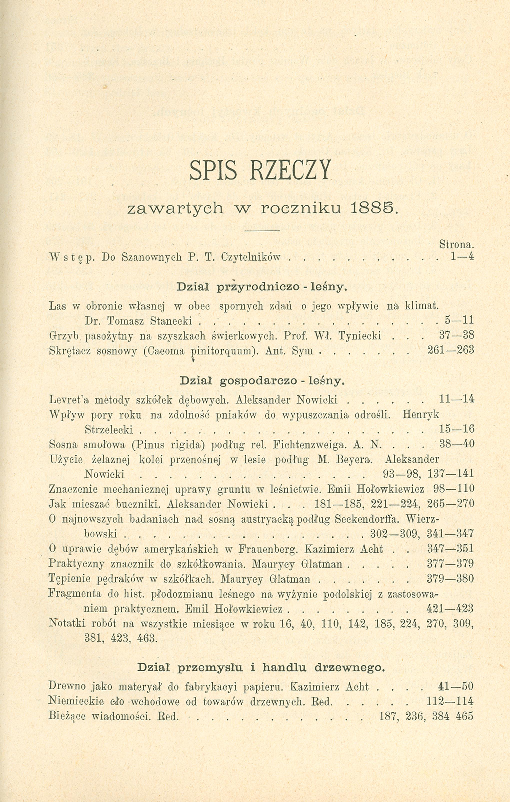 SPIS RZECZY
zawartych w roczniku 1885.
Strona.
Wstęp. Do Szanownych P. T. Czytelników . . . . . . . . . . . 1—4
Dział przyrodniczo - leśny.
Las w obronie własnej w obec spornych zdań o jego wpływie na klimat.
Dr. Tomasz Stanecki . . . . . . . . . . . . . . . . . 5—11
Grzyb pasożytny na szyszkach świerkowych. Prof. Wł. Tyniecki . . . 37—38
Skrętacz sosnowy (Caeoma pinitorquum). Ant. Sym . . . . . . . 261—263
Dział gospodarczo - leśny.
Levret'a metody szkółek dębowych. Aleksander Nowicki . . . . . . 11—14
Wpływ pory roku na zdolność pniaków do wypuszczania odrośli. Henryk
Strzelecki . . . . . . . . . . . . . . . . . . . . . 15—16
Sosna smołowa (Pinus rigida) podług rel. Fichtenzweiga. A. N. . . . 38—40
Użycie żelaznej kolei przenośnej w lesie podług M. Beyera. Aleksander
Nowicki . . . . . . . . . . . . . . . . . 93—98, 137—141
Znaczenie mechanicznej uprawy gruntu w leśnictwie. Emil Hołowkiewicz 98—110
Jak mieszać buczniki. Aleksander Nowicki . . . 181—185, 221—224, 265—270
O najnowszych badaniach nad sosną austryacką podług Seckendorffa. Wierz-
bowski . . . . . . . . . . . . . . . . . 302—309, 341—347
O uprawie dębów amerykańskich w Frauenberg. Kazimierz Acht . . 347—351
Praktyczny znacznik do szkółkowania. Maurycy Glatman . . . . . 377—379
Tępienie pędraków w szkółkach. Maurycy Glatman . . . . . . . 379—380
Fragmenta do hist. płodozmianu leśnego na wyżynie podolskiej z zastosowa-
niem praktycznem. Emil Hołowkiewicz . . . . . . . . . 421—423
Notatki robót na wszystkie miesiące w roku 16, 40, 110, 142, 185, 224, 270, 309,
381, 423, 463.
Dział przemysłu i handlu drzewnego.
Drewno jako materyał do fabrykacyi papieru. Kazimierz Acht . . . . 41—50
Niemieckie cło wchodowe od towarów drzewnych. Red. . . . . . 112—114
Bieżące wiadomości. Red. . . . . . . . . . . . . . 187, 236, 384 465